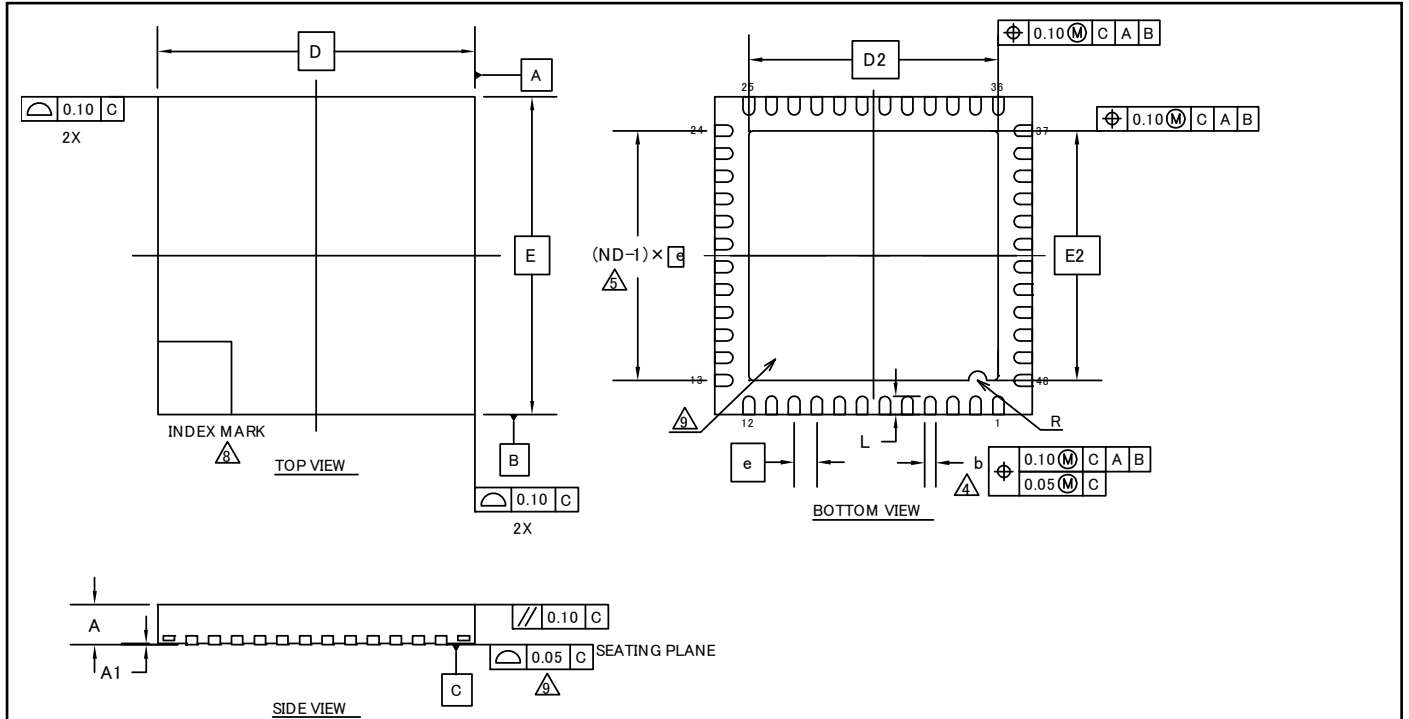 D
A
⌓ 0.10 C
2X
E
INDEX MARK
8
TOP VIEW
B
⌓ 0.10 C
2X
⌖ 0.10 Ⓜ C A B
D2
25
36
⌖ 0.10 Ⓜ C A B
24
37
(ND-1)× e
5
E2
13
48
9
12
1
L
R
e
b
4
⌖ 0.10 Ⓜ C A B
0.05 Ⓜ C
BOTTOM VIEW
A
// 0.10 C
A1
⌓ 0.05 C SEATING PLANE
9
C
SIDE VIEW